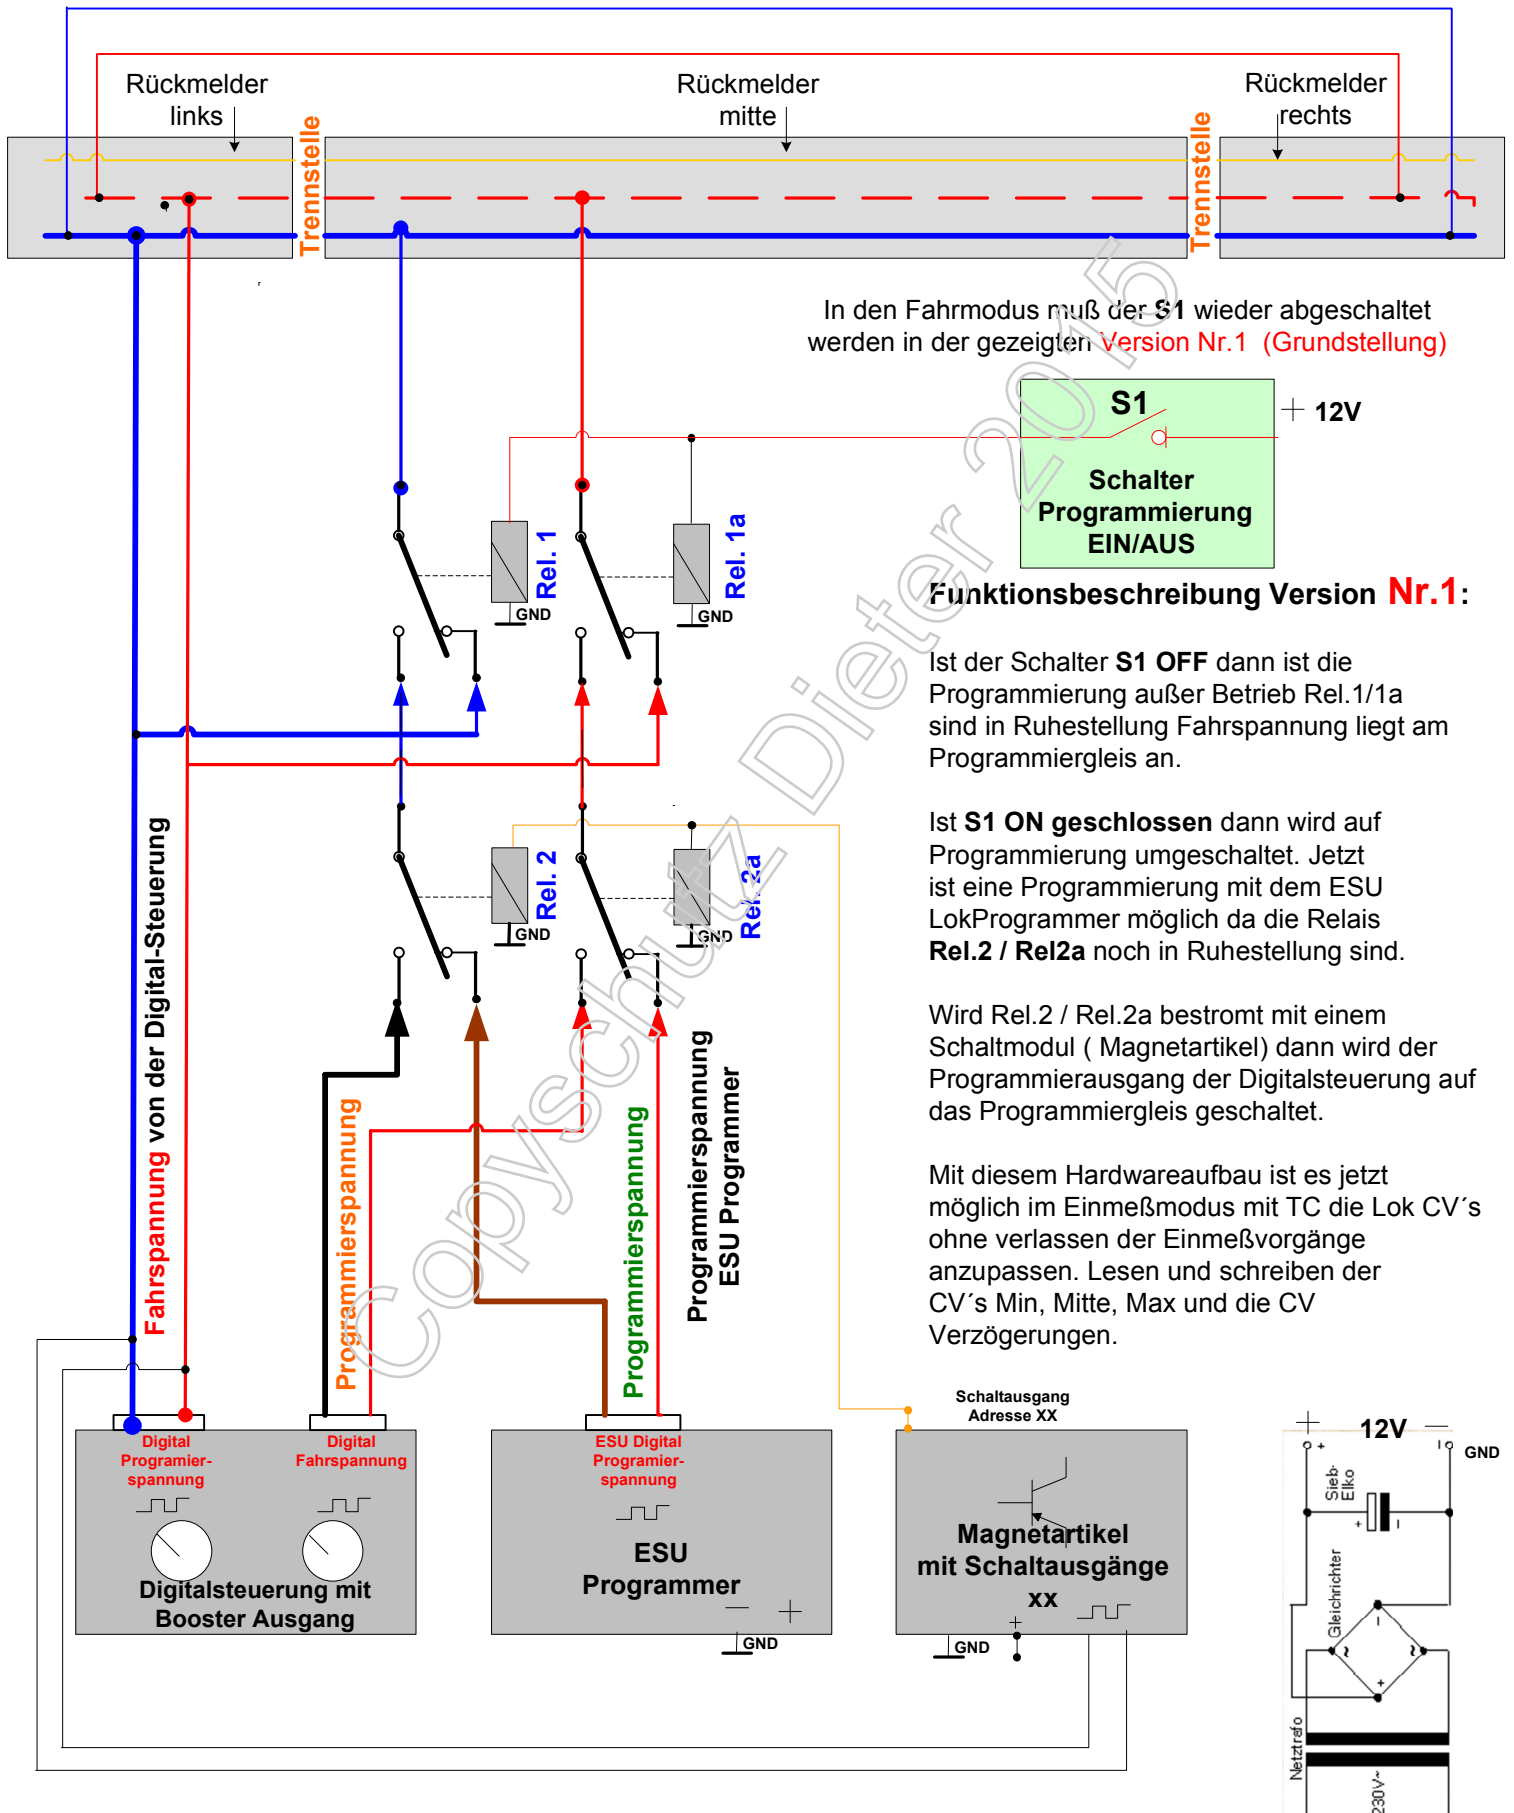 Rückmelder
links
Rückmelder
mitte
Rückmelder
rechts
Trennstelle
Trennstelle
In den Fahrmodus muß der S1 wieder abgeschaltet
werden in der gezeigten Version Nr.1 (Grundstellung)
S1
+ 12V
Schalter
Programmierung
EIN/AUS
Rel. 1
GND
Rel. 1a
GND
Funktionsbeschreibung Version Nr.1:
Ist der Schalter S1 OFF dann ist die
Programmierung außer Betrieb Rel.1/1a
sind in Ruhestellung Fahrspannung liegt am
Programmiergleis an.
Ist S1 ON geschlossen dann wird auf
Programmierung umgeschaltet. Jetzt
ist eine Programmierung mit dem ESU
LokProgrammer möglich da die Relais
Rel.2 / Rel2a noch in Ruhestellung sind.
Wird Rel.2 / Rel.2a bestromt mit einem
Schaltmodul ( Magnetartikel) dann wird der
Programmierausgang der Digitalsteuerung auf
das Programmiergleis geschaltet.
Mit diesem Hardwareaufbau ist es jetzt
möglich im Einmeßmodus mit TC die Lok CV´s
ohne verlassen der Einmeßvorgänge
anzupassen. Lesen und schreiben der
CV´s Min, Mitte, Max und die CV
Verzögerungen.
Rel. 2
GND
Rel. 2a
GND
Fahrspannung von der Digital-Steuerung
Programmierspannung
Programmierspannung
Programmierspannung
ESU Programmer
Copyschutz Dieter 2015
Digital
Programier-
spannung
Digital
Fahrspannung
Digitalsteuerung mit
Booster Ausgang
ESU Digital
Programier-
spannung
ESU
Programmer
− +
GND
Schaltausgang
Adresse XX
Magnetartikel
mit Schaltausgänge
xx
+
GND
+ 12V −
+ −
GND
Sieb-
Elko
+ −
Gleichrichter
−
~ ~
+
Netztrafo
230V~